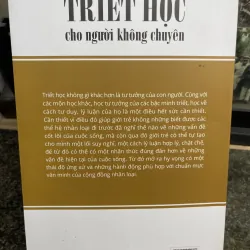 TRIẾT HỌC
cho người không chuyên
Triết học không gì khác hơn là tư tưởng của con người. Cùng với
các môn học khác, học tư tưởng của các bậc minh triết, học về
cách tư duy, lý luận của họ là một điều hết sức cần thiết.
Cần thiết vì điều đó giúp giới trẻ không những biết được các
thế hệ nhân loại đi trước đã nghĩ thế nào về những vấn đề
cốt lõi của cuộc sống, mà còn qua đó giới trẻ có thể tự tạo
cho mình một lối suy nghĩ, một cách lý luận hợp lý, chặt chẽ,
để từ đó có thể có một nhận thức đúng đắn hơn về những
vấn đề hiện tại của cuộc sống. Từ đó mở ra hy vọng có một
thái độ ứng xử và những hành động phù hợp với chuẩn mực
văn minh của cộng đồng nhân loại.